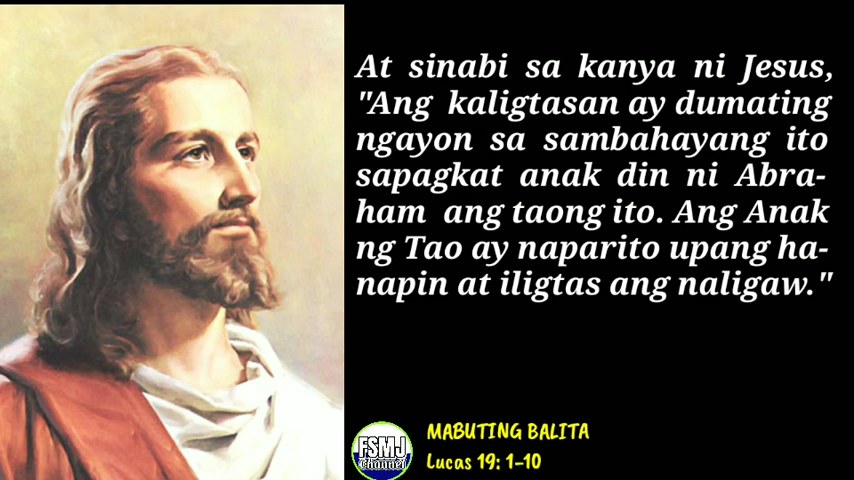 At sinabi sa kanya ni Jesus,
"Ang kaligtasan ay dumating
ngayon sa sambahayang ito
sapagkat anak din ni Abra-
ham ang taong ito. Ang Anak
ng Tao ay naparito upang ha-
napin at iligtas ang naligaw."
FSMJ
Channel
MABUTING BALITA
Lucas 19: 1-10